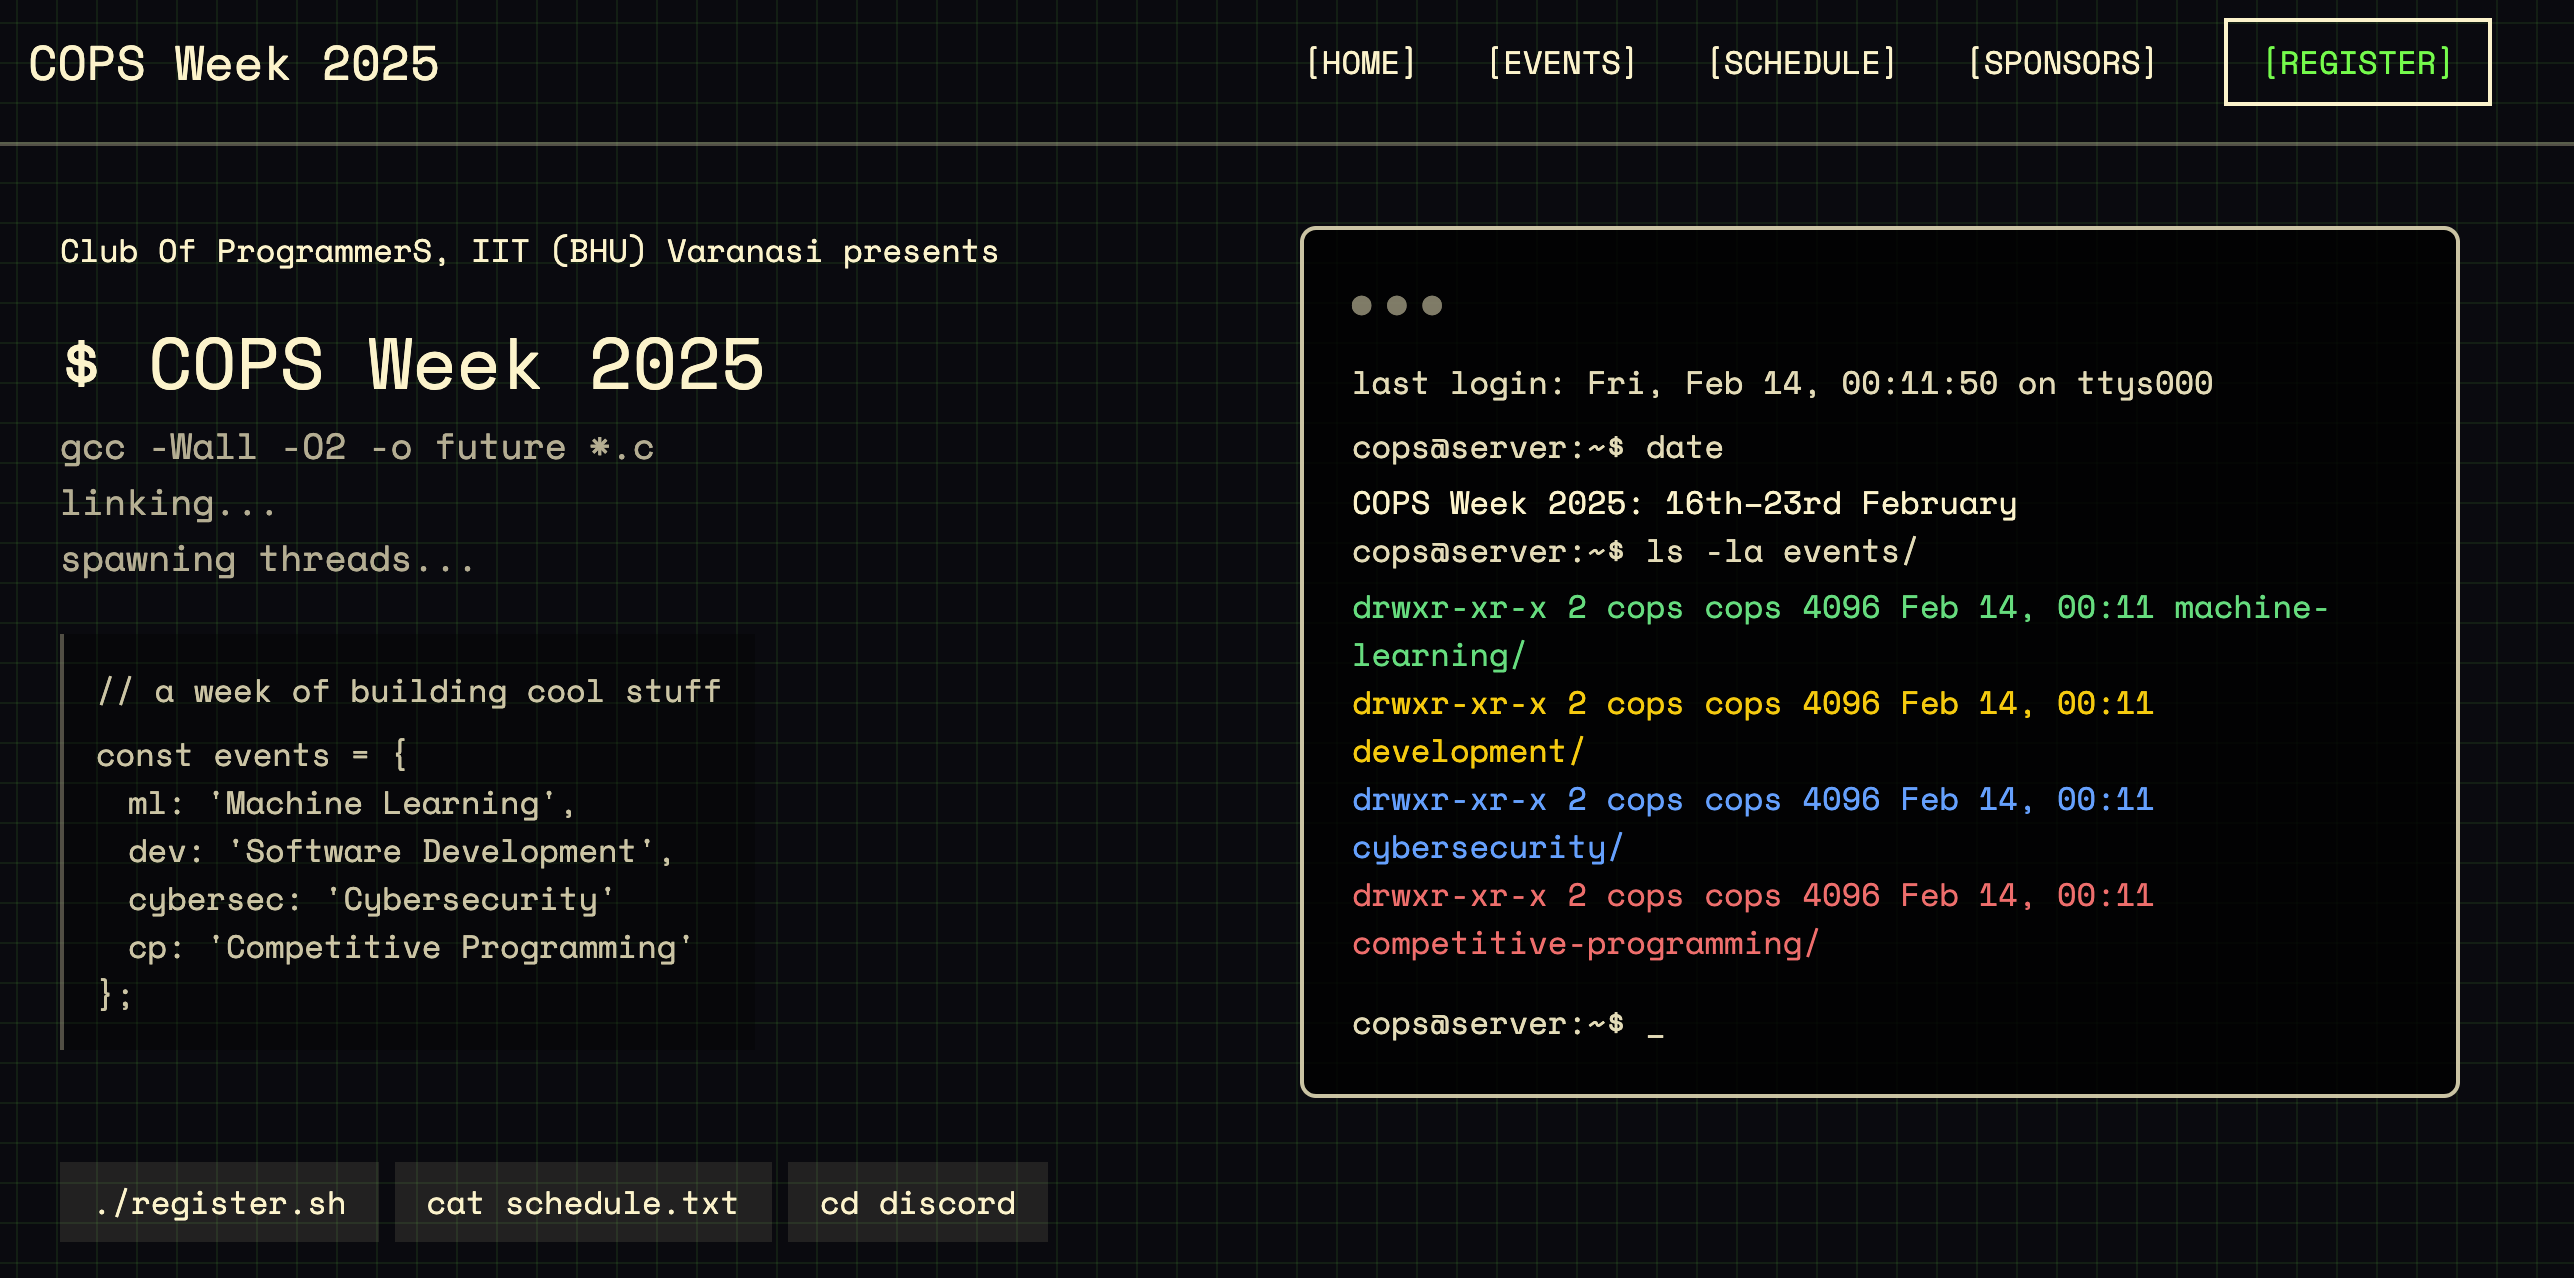 COPS Week 2025
[HOME] [EVENTS] [SCHEDULE] [SPONSORS] [REGISTER]
Club Of ProgrammerS, IIT (BHU) Varanasi presents
$ COPS Week 2025
gcc -Wall -O2 -o future *.c
linking...
spawning threads...
// a week of building cool stuff
const events = {
  ml: 'Machine Learning',
  dev: 'Software Development',
  cybersec: 'Cybersecurity'
  cp: 'Competitive Programming'
};
./register.sh
cat schedule.txt
cd discord
last login: Fri, Feb 14, 00:11:50 on ttys000
cops@server:~$ date
COPS Week 2025: 16th–23rd February
cops@server:~$ ls -la events/
drwxr-xr-x 2 cops cops 4096 Feb 14, 00:11 machine-
learning/
drwxr-xr-x 2 cops cops 4096 Feb 14, 00:11
development/
drwxr-xr-x 2 cops cops 4096 Feb 14, 00:11
cybersecurity/
drwxr-xr-x 2 cops cops 4096 Feb 14, 00:11
competitive-programming/
cops@server:~$ _